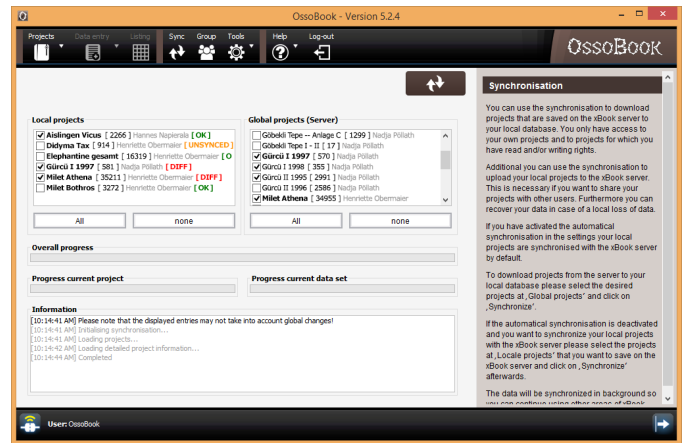 OssoBook - Version 5.2.4
Projects Data entry Listing Sync Group Tools Help Log-out
OssoBook
Local projects
Aislingen Vicus [ 2266 ] Hannes Napierala [ OK ]
Didyma Tax [ 914 ] Henriette Obermaier [ UNSYNCED ]
Elephantine gesamt [ 16319 ] Henriette Obermaier [ O
Gürcü I 1997 [ 581 ] Nadja Pöllath [ DIFF ]
Milet Athena [ 35211 ] Henriette Obermaier [ DIFF ]
Milet Bothros [ 3272 ] Henriette Obermaier [ OK ]
All none
Global projects (Server)
Göbekli Tepe -- Anlage C [ 1299 ] Nadja Pöllath
Göbekli Tepe I - II [ 17 ] Nadja Pöllath
Gürcü I 1997 [ 570 ] Nadja Pöllath
Gürcü I 1998 [ 355 ] Nadja Pöllath
Gürcü II 1995 [ 2991 ] Nadja Pöllath
Gürcü II 1996 [ 2586 ] Nadja Pöllath
Milet Athena [ 34955 ] Henriette Obermaier
All none
Overall progress
Progress current project
Progress current data set
Information
[10:14:41 AM] Please note that the displayed entries may not take into account global changes!
[10:14:41 AM] Initialising synchronisation...
[10:14:41 AM] Loading projects...
[10:14:42 AM] Loading detailed project information...
[10:14:44 AM] Completed
Synchronisation
You can use the synchronisation to download
projects that are saved on the xBook server to
your local database. You only have access to
your own projects and to projects for which you
have read and/or writing rights.
Additional you can use the synchronisation to
upload your local projects to the xBook server.
This is necessary if you want to share your
projects with other users. Furthermore you can
recover your data in case of a local loss of data.
If you have activated the automatical
synchronisation in the settings your local
projects are synchronised with the xBook server
by default.
To download projects from the server to your
local database please select the desired
projects at ‚Global projects‘ and click on
‚Synchronize‘.
If the automatical synchronisation is deactivated
and you want to synchronize your local projects
with the xBook server please select the projects
at ‚Locale projects‘ that you want to save on the
xBook server and click on ‚Synchronize‘
afterwards.
The data will be synchronized in background so
you can continue using other areas of xBook
User: OssoBook